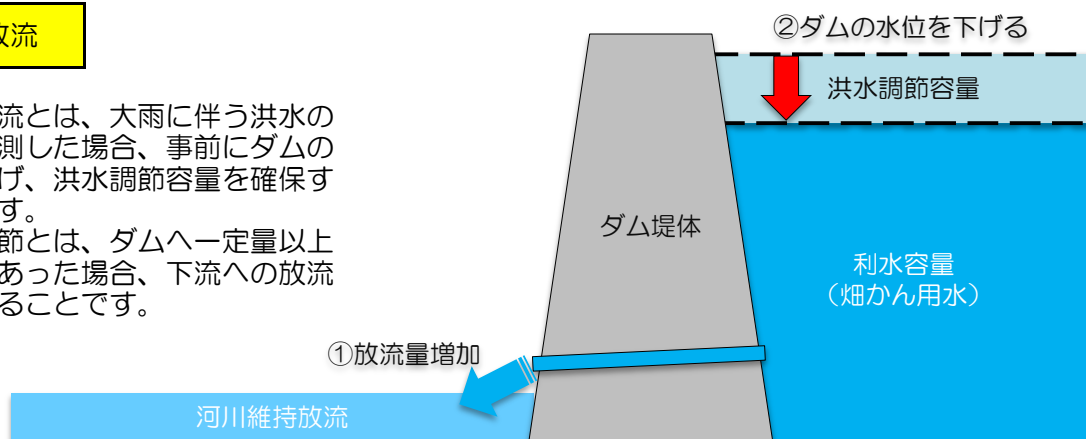 放流
②ダムの水位を下げる
洪水調節容量
流とは、大雨に伴う洪水の
測した場合、事前にダムの
げ、洪水調節容量を確保す
す。
節とは、ダムへ一定量以上
あった場合、下流への放流
ることです。
ダム堤体
利水容量
（畑かん用水）
①放流量増加
河川維持放流